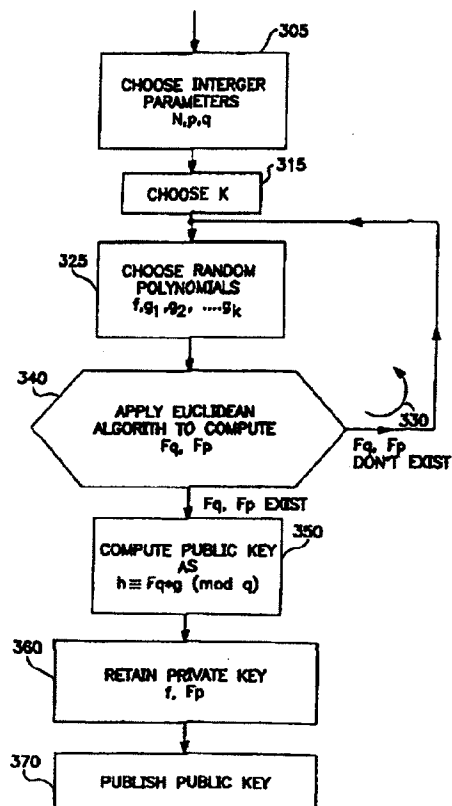 305
CHOOSE INTERGER
PARAMETERS
N,p,q
315
CHOOSE K
325
CHOOSE RANDOM
POLYNOMIALS
f,g1,g2, ....gk
340
APPLY EUCLIDEAN
ALGORITH TO COMPUTE
Fq, Fp
330
Fq, Fp
DON'T EXIST
Fq, Fp EXIST
350
COMPUTE PUBLIC KEY
AS
h≡Fq*g (mod q)
360
RETAIN PRIVATE KEY
f, Fp
370
PUBLISH PUBLIC KEY